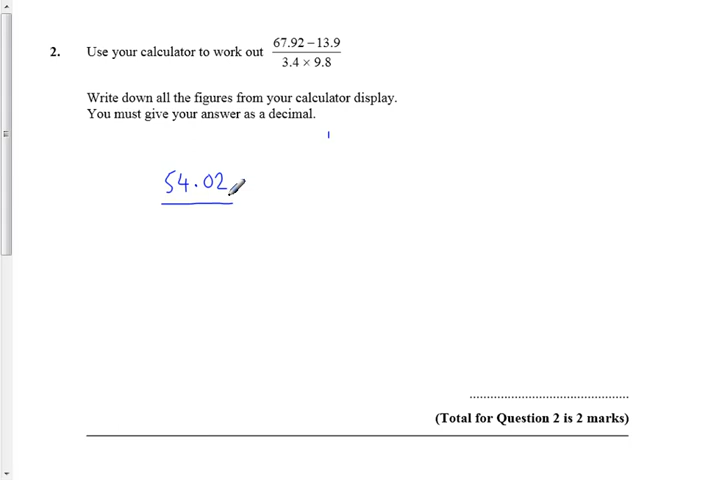 2. Use your calculator to work out (67.92 − 13.9) / (3.4 × 9.8)
Write down all the figures from your calculator display.
You must give your answer as a decimal.
54.02
(Total for Question 2 is 2 marks)